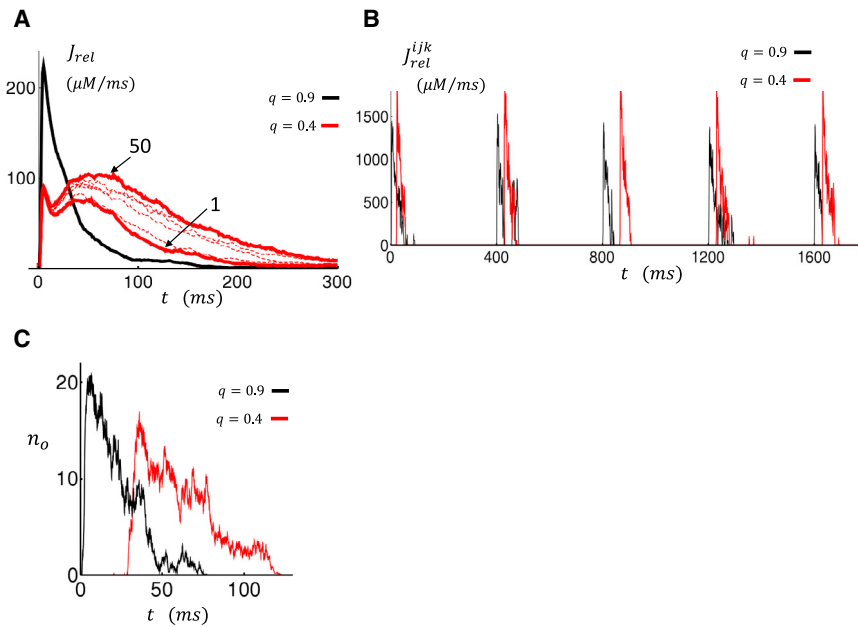 A
J_rel
(μM/ms)
200
100
q = 0.9
q = 0.4
50
1
0
100
200
300
t (ms)
B
J_rel^ijk
(μM/ms)
q = 0.9
q = 0.4
1500
1000
500
0
0
400
800
1200
1600
t (ms)
C
q = 0.9
q = 0.4
20
n_o
10
0
0
50
100
t (ms)